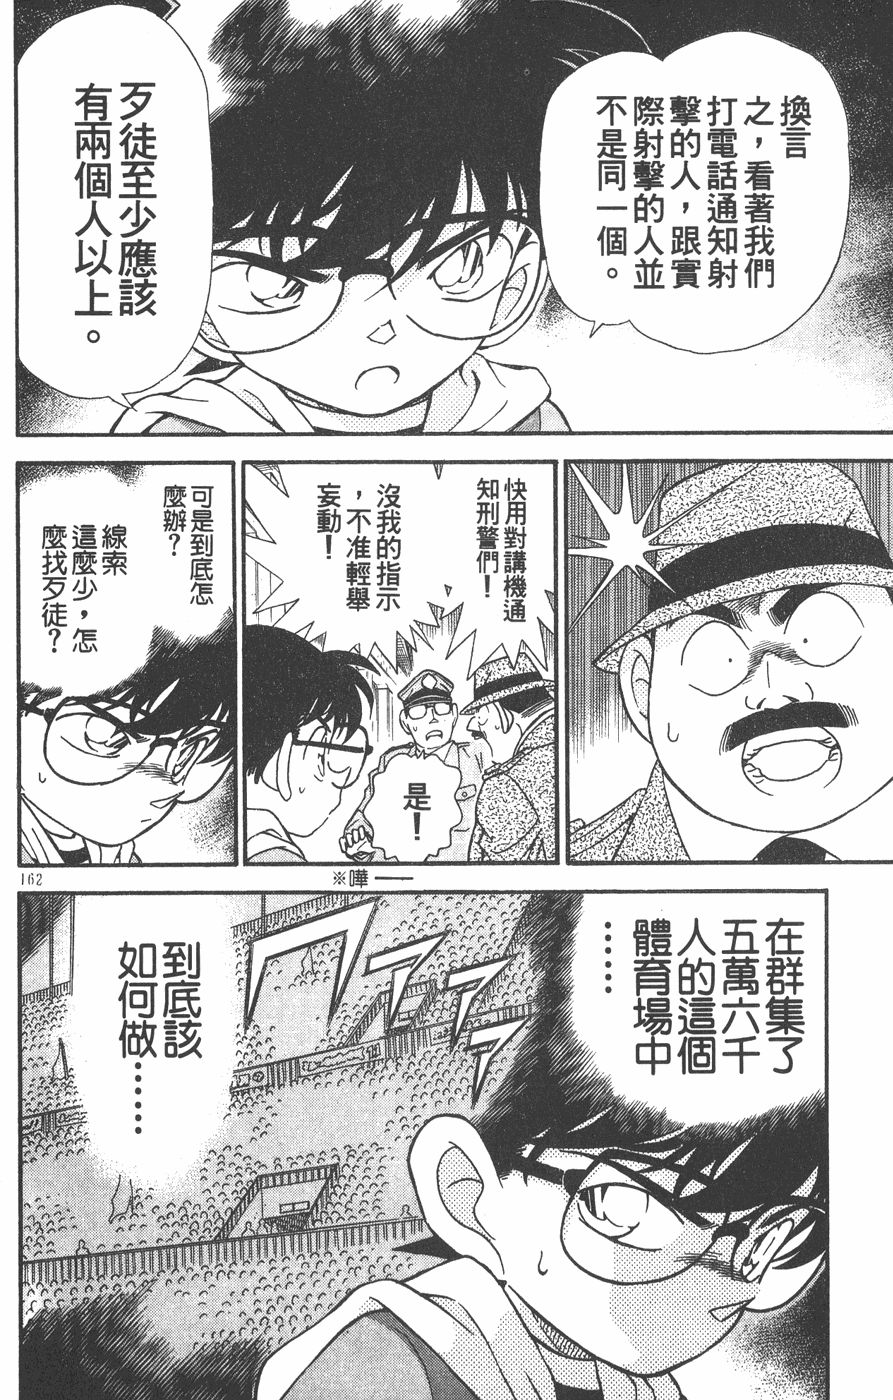 換言
之，看著我們
打電話通知射
擊的人，跟實
際射擊的人並
不是同一個。
歹徒至少應該
有兩個人以上。
快用對講機通
知刑警們！
沒我的指示
，不准輕舉
妄動！
是！
可是到底怎
麼辦？
線索
這麼少，怎
麼找歹徒？
162
※嘩——
在群集了
五萬六千
人的這個
體育場中
……
到底該
如何做……